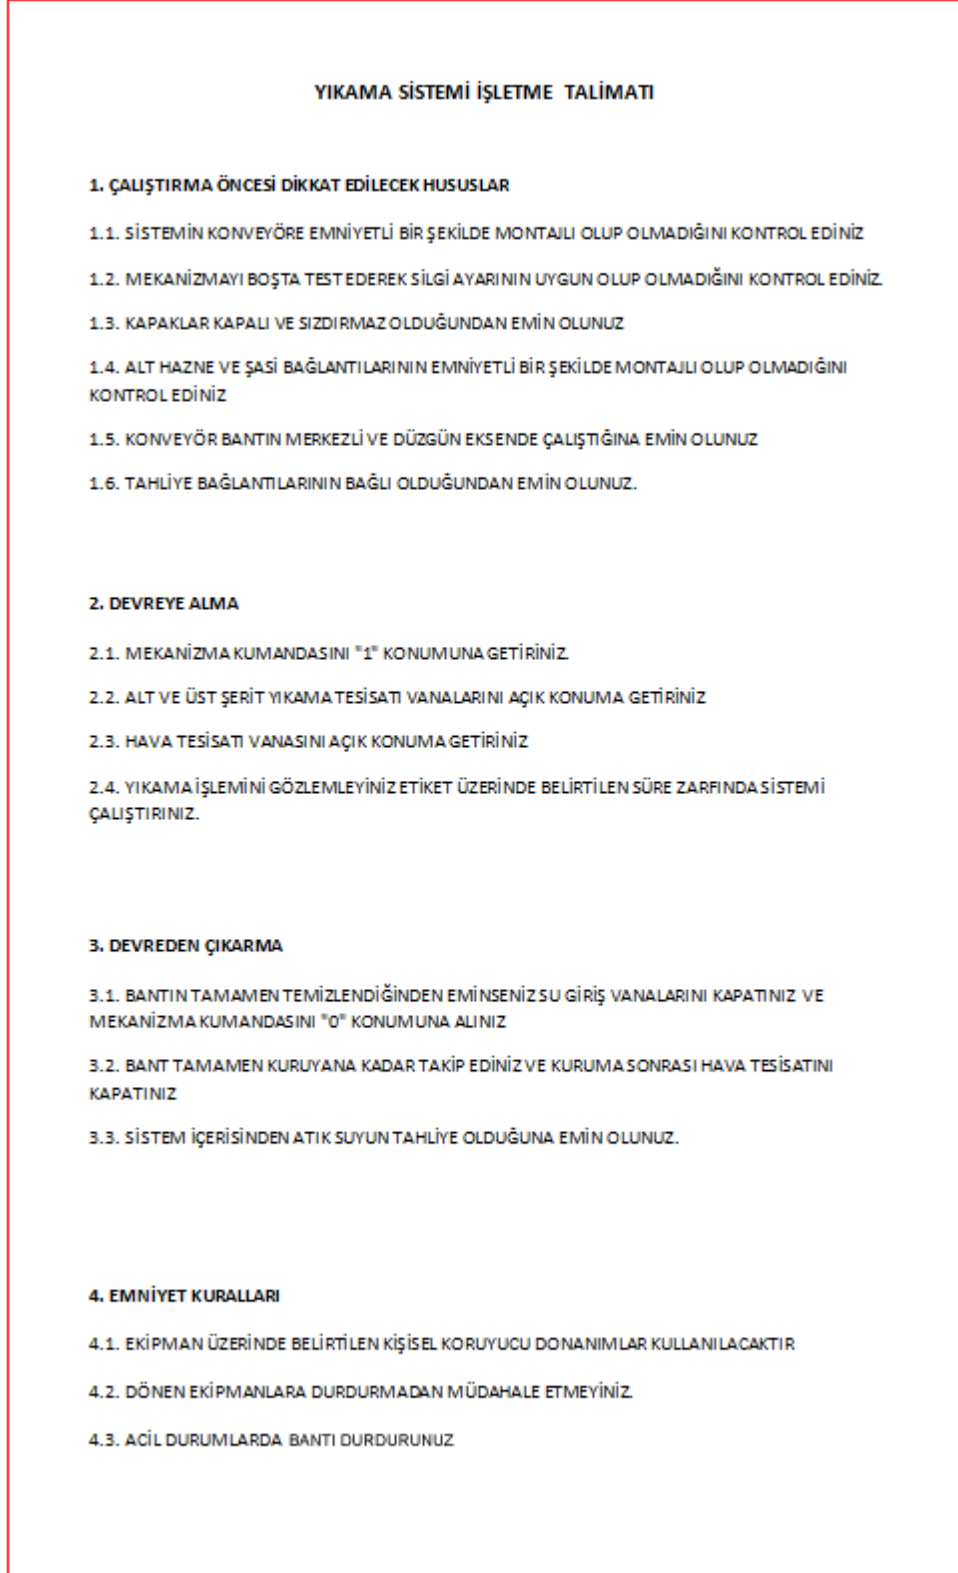 YIKAMA SİSTEMİ İŞLETME TALİMATI
1. ÇALIŞTIRMA ÖNCESİ DİKKAT EDİLECEK HUSUSLAR
1.1. SİSTEMİN KONVEYÖRE EMNİYETLİ BİR ŞEKİLDE MONTAJLI OLUP OLMADIĞINI KONTROL EDİNİZ
1.2. MEKANİZMAYI BOŞTA TEST EDEREK SİLGİ AYARININ UYGUN OLUP OLMADIĞINI KONTROL EDİNİZ.
1.3. KAPAKLAR KAPALI VE SIZDIRMAZ OLDUĞUNDAN EMİN OLUNUZ
1.4. ALT HAZNE VE ŞASİ BAĞLANTILARININ EMNİYETLİ BİR ŞEKİLDE MONTAJLI OLUP OLMADIĞINI
KONTROL EDİNİZ
1.5. KONVEYÖR BANTIN MERKEZLİ VE DÜZGÜN EKSENDE ÇALIŞTIĞINA EMİN OLUNUZ
1.6. TAHLİYE BAĞLANTILARININ BAĞLI OLDUĞUNDAN EMİN OLUNUZ.
2. DEVREYE ALMA
2.1. MEKANİZMA KUMANDASINI "1" KONUMUNA GETİRİNİZ.
2.2. ALT VE ÜST ŞERİT YIKAMA TESİSATI VANALARINI AÇIK KONUMA GETİRİNİZ
2.3. HAVA TESİSATI VANASINI AÇIK KONUMA GETİRİNİZ
2.4. YIKAMA İŞLEMİNİ GÖZLEMLEYİNİZ ETİKET ÜZERİNDE BELİRTİLEN SÜRE ZARFINDA SİSTEMİ
ÇALIŞTIRINIZ.
3. DEVREDEN ÇIKARMA
3.1. BANTIN TAMAMEN TEMİZLENDİĞİNDEN EMİNSENİZ SU GİRİŞ VANALARINI KAPATINIZ VE
MEKANİZMA KUMANDASINI "0" KONUMUNA ALINIZ
3.2. BANT TAMAMEN KURUYANA KADAR TAKİP EDİNİZ VE KURUMA SONRASI HAVA TESİSATINI
KAPATINIZ
3.3. SİSTEM İÇERİSİNDEN ATIK SUYUN TAHLİYE OLDUĞUNA EMİN OLUNUZ.
4. EMNİYET KURALLARI
4.1. EKİPMAN ÜZERİNDE BELİRTİLEN KİŞİSEL KORUYUCU DONANIMLAR KULLANILACAKTIR
4.2. DÖNEN EKİPMANLARA DURDURMADAN MÜDAHALE ETMEYİNİZ.
4.3. ACİL DURUMLARDA BANTI DURDURUNUZ